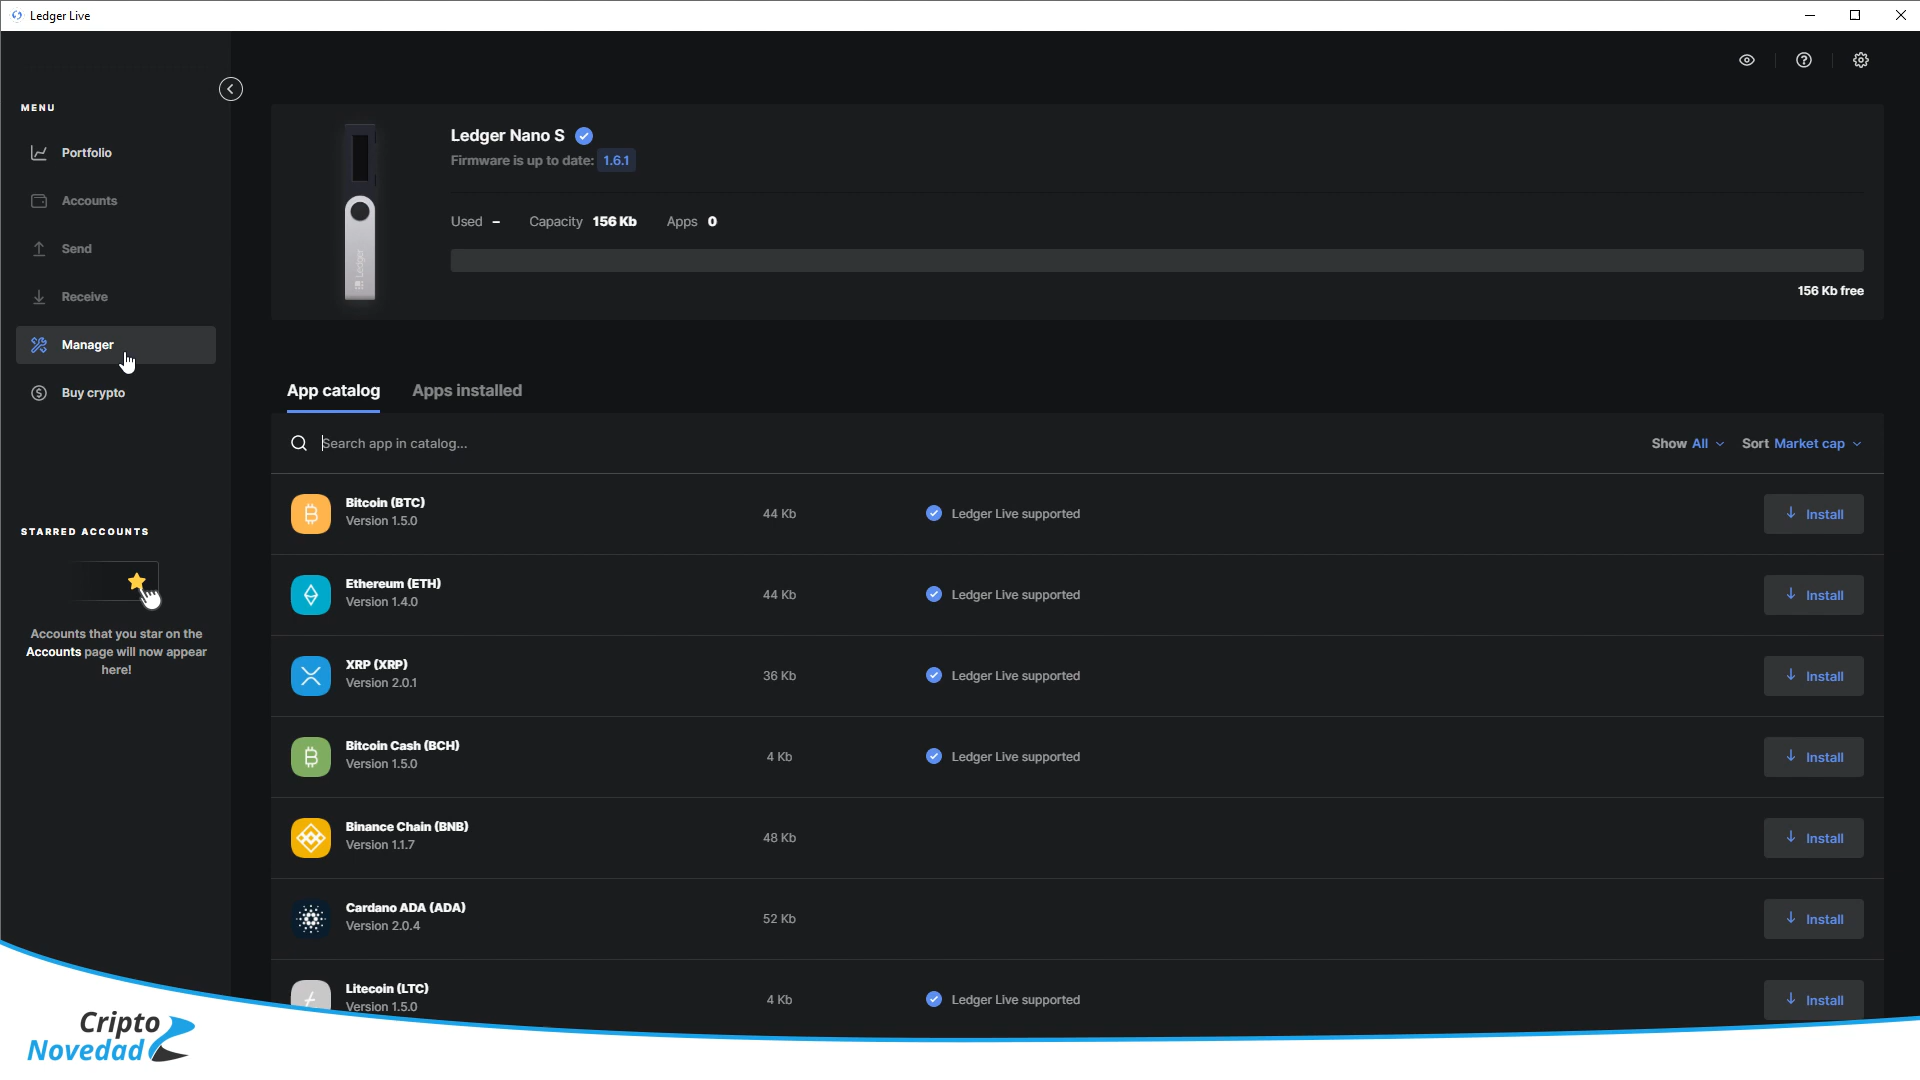 Ledger Live
MENU
Portfolio
Accounts
Send
Receive
Manager
Buy crypto
STARRED ACCOUNTS
Accounts that you star on the
Accounts page will now appear
here!
Ledger Nano S
Firmware is up to date: 1.6.1
Used – Capacity 156 Kb Apps 0
156 Kb free
Ledger
App catalog Apps installed
Search app in catalog... Show All Sort Market cap
Bitcoin (BTC)
Version 1.5.0
44 Kb Ledger Live supported Install
Ethereum (ETH)
Version 1.4.0
44 Kb Ledger Live supported Install
XRP (XRP)
Version 2.0.1
36 Kb Ledger Live supported Install
Bitcoin Cash (BCH)
Version 1.5.0
4 Kb Ledger Live supported Install
Binance Chain (BNB)
Version 1.1.7
48 Kb Install
Cardano ADA (ADA)
Version 2.0.4
52 Kb Install
Litecoin (LTC)
Version 1.5.0
4 Kb Ledger Live supported Install
Cripto
Novedad